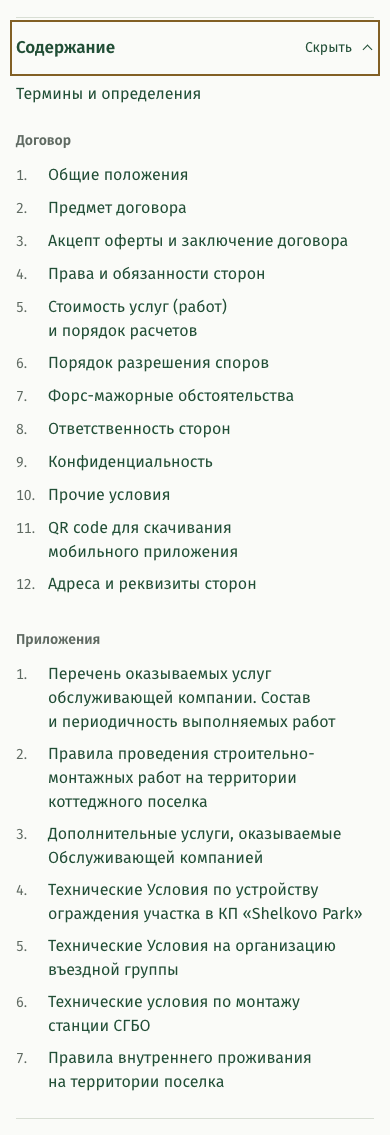 Содержание Скрыть
Термины и определения
Договор
1. Общие положения
2. Предмет договора
3. Акцепт оферты и заключение договора
4. Права и обязанности сторон
5. Стоимость услуг (работ)
и порядок расчетов
6. Порядок разрешения споров
7. Форс-мажорные обстоятельства
8. Ответственность сторон
9. Конфиденциальность
10. Прочие условия
11. QR code для скачивания
мобильного приложения
12. Адреса и реквизиты сторон
Приложения
1. Перечень оказываемых услуг
обслуживающей компании. Состав
и периодичность выполняемых работ
2. Правила проведения строительно-
монтажных работ на территории
коттеджного поселка
3. Дополнительные услуги, оказываемые
Обслуживающей компанией
4. Технические Условия по устройству
ограждения участка в КП «Shelkovo Park»
5. Технические Условия на организацию
въездной группы
6. Технические условия по монтажу
станции СГБО
7. Правила внутреннего проживания
на территории поселка